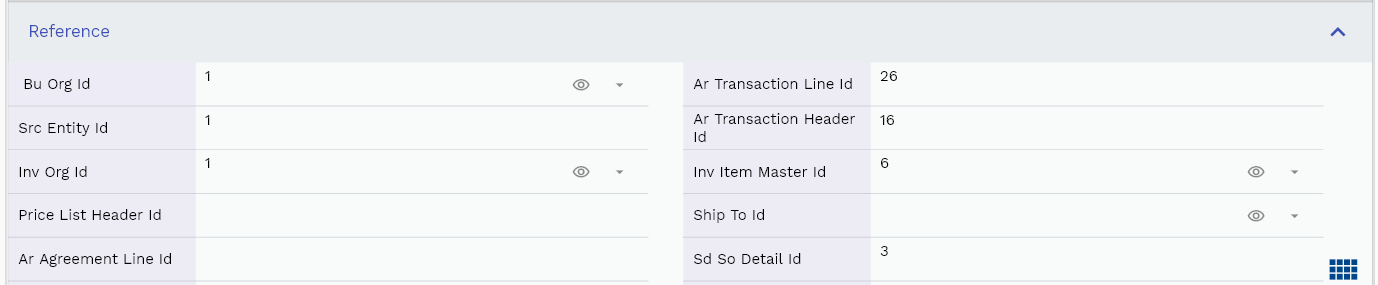 Reference
Bu Org Id 1 Ar Transaction Line Id 26
Src Entity Id 1 Ar Transaction Header
Id 16
Inv Org Id 1 Inv Item Master Id 6
Price List Header Id Ship To Id
Ar Agreement Line Id Sd So Detail Id 3